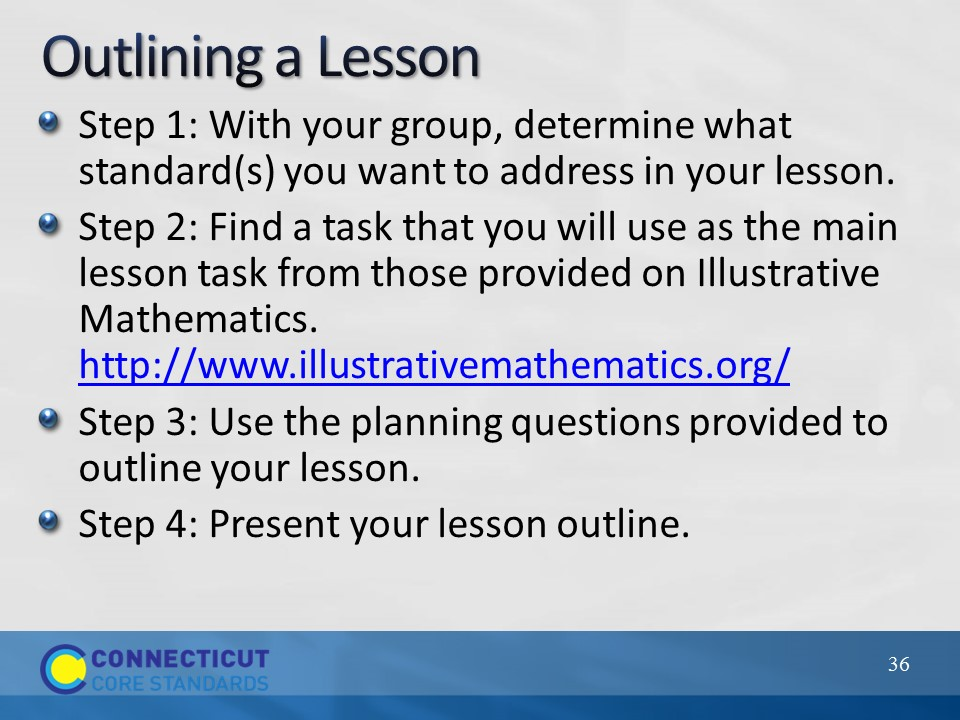 Outlining a Lesson
Step 1: With your group, determine what
standard(s) you want to address in your lesson.
Step 2: Find a task that you will use as the main
lesson task from those provided on Illustrative
Mathematics.
http://www.illustrativemathematics.org/
Step 3: Use the planning questions provided to
outline your lesson.
Step 4: Present your lesson outline.
CONNECTICUT
CORE STANDARDS
36